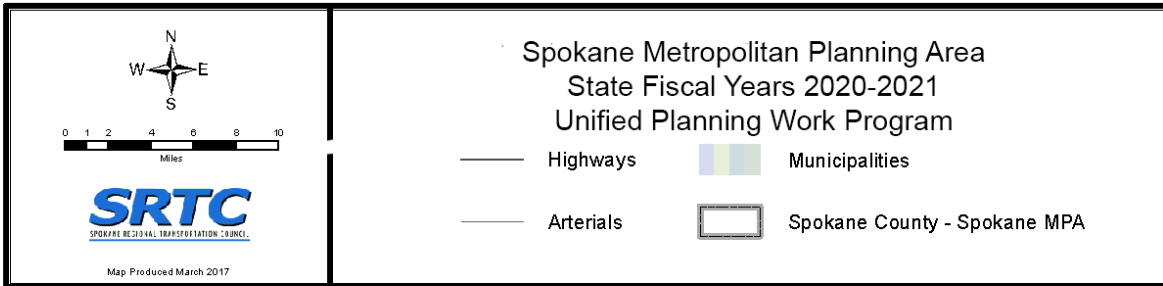 N
W E
S
0 1 2 4 6 8 10
Miles
SRTC
SPOKANE REGIONAL TRANSPORTATION COUNCIL
Map Produced March 2017
Spokane Metropolitan Planning Area
State Fiscal Years 2020-2021
Unified Planning Work Program
Highways Municipalities
Arterials Spokane County - Spokane MPA